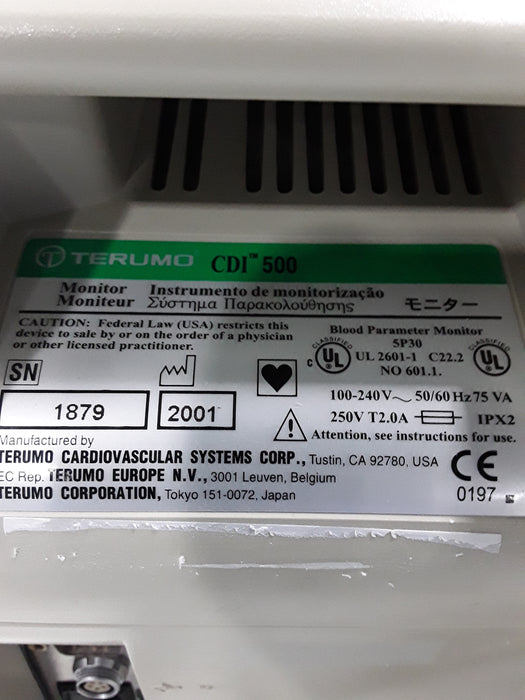 TERUMO CDI™ 500
Monitor Instrumento de monitorização
Moniteur Σύστημα Παρακολούθησης モニター
CAUTION: Federal Law (USA) restricts this
device to sale by or on the order of a physician
or other licensed practitioner.
Blood Parameter Monitor
5P30
CLASSIFIED
C UL
UL 2601-1 C22.2
NO 601.1.
CLASSIFIED
UL
SN
1879
2001
100-240V~ 50/60 Hz 75 VA
250V T2.0A IPX2
! Attention, see instructions for use.
Manufactured by
TERUMO CARDIOVASCULAR SYSTEMS CORP., Tustin, CA 92780, USA
EC Rep. TERUMO EUROPE N.V., 3001 Leuven, Belgium
TERUMO CORPORATION, Tokyo 151-0072, Japan
CE
0197